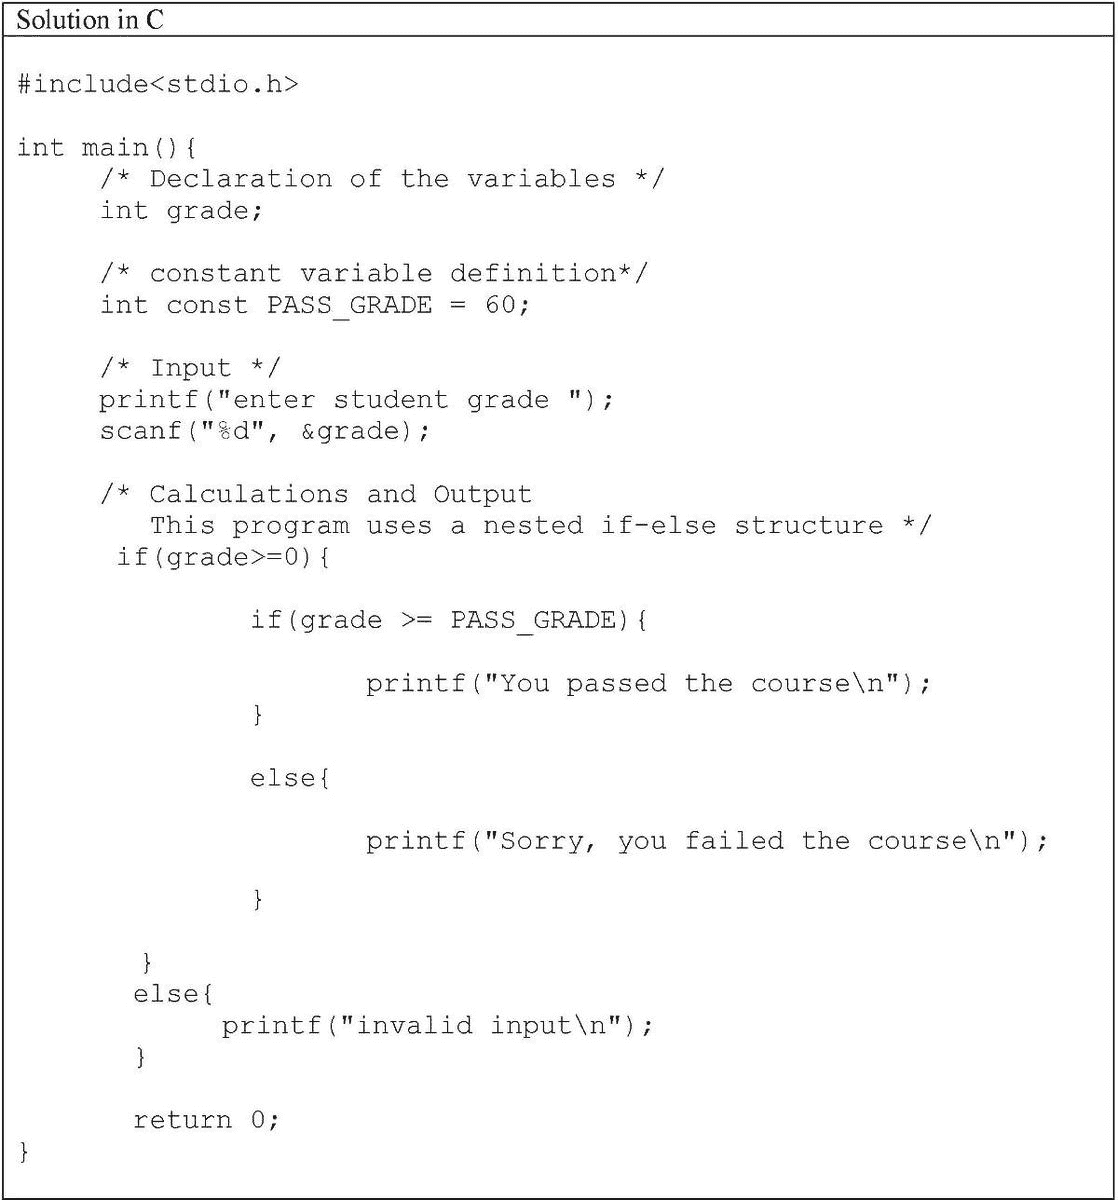 Solution in C
#include<stdio.h>
int main(){
/* Declaration of the variables */
int grade;
/* constant variable definition*/
int const PASS_GRADE = 60;
/* Input */
printf("enter student grade ");
scanf("%d", &grade);
/* Calculations and Output
This program uses a nested if-else structure */
if(grade>=0){
if(grade >= PASS_GRADE){
printf("You passed the course\n");
}
else{
printf("Sorry, you failed the course\n");
}
}
else{
printf("invalid input\n");
}
return 0;
}